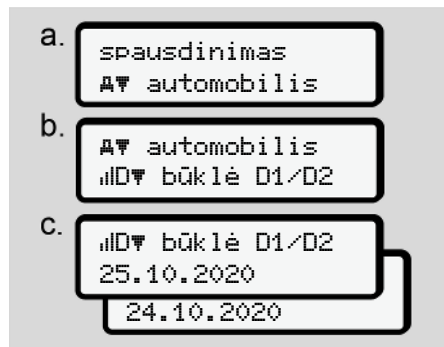 a.
spausdinimas
automobilis
b.
automobilis
D būklė D1/D2
c.
D būklė D1/D2
25.10.2020
24.10.2020